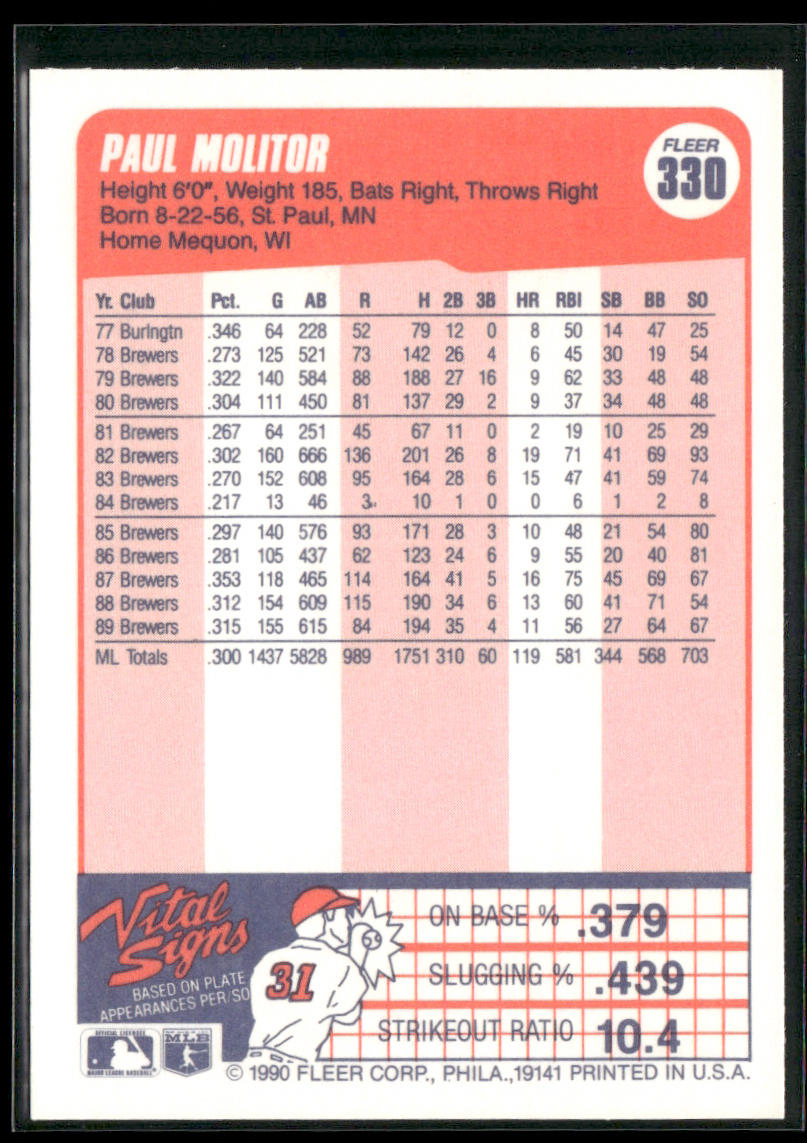 PAUL MOLITOR
FLEER
330
Height 6'0", Weight 185, Bats Right, Throws Right
Born 8-22-56, St. Paul, MN
Home Mequon, WI
Yr. Club Pct. G AB R H 2B 3B HR RBI SB BB SO
77 Burlngtn .346 64 228 52 79 12 0 8 50 14 47 25
78 Brewers .273 125 521 73 142 26 4 6 45 30 19 54
79 Brewers .322 140 584 88 188 27 16 9 62 33 48 48
80 Brewers .304 111 450 81 137 29 2 9 37 34 48 48
81 Brewers .267 64 251 45 67 11 0 2 19 10 25 29
82 Brewers .302 160 666 136 201 26 8 19 71 41 69 93
83 Brewers .270 152 608 95 164 28 6 15 47 41 59 74
84 Brewers .217 13 46 3 10 1 0 0 6 1 2 8
85 Brewers .297 140 576 93 171 28 3 10 48 21 54 80
86 Brewers .281 105 437 62 123 24 6 9 55 20 40 81
87 Brewers .353 118 465 114 164 41 5 16 75 45 69 67
88 Brewers .312 154 609 115 190 34 6 13 60 41 71 54
89 Brewers .315 155 615 84 194 35 4 11 56 27 64 67
ML Totals .300 1437 5828 989 1751 310 60 119 581 344 568 703
Vital
Signs
BASED ON PLATE
APPEARANCES PER/SO
31
ON BASE % .379
SLUGGING % .439
STRIKEOUT RATIO 10.4
OFFICIAL LICENSEE
MAJOR LEAGUE BASEBALL
MLB
© 1990 FLEER CORP., PHILA.,19141 PRINTED IN U.S.A.